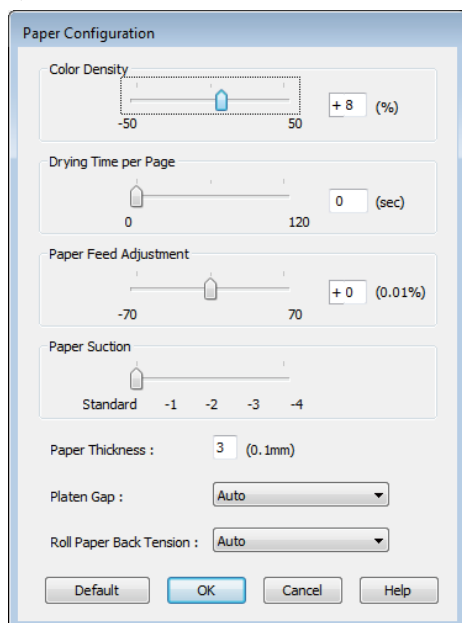 Paper Configuration
Color Density
+ 8 (%)
-50 50
Drying Time per Page
0 (sec)
0 120
Paper Feed Adjustment
+ 0 (0.01%)
-70 70
Paper Suction
Standard -1 -2 -3 -4
Paper Thickness : 3 (0.1mm)
Platen Gap : Auto
Roll Paper Back Tension : Auto
Default OK Cancel Help